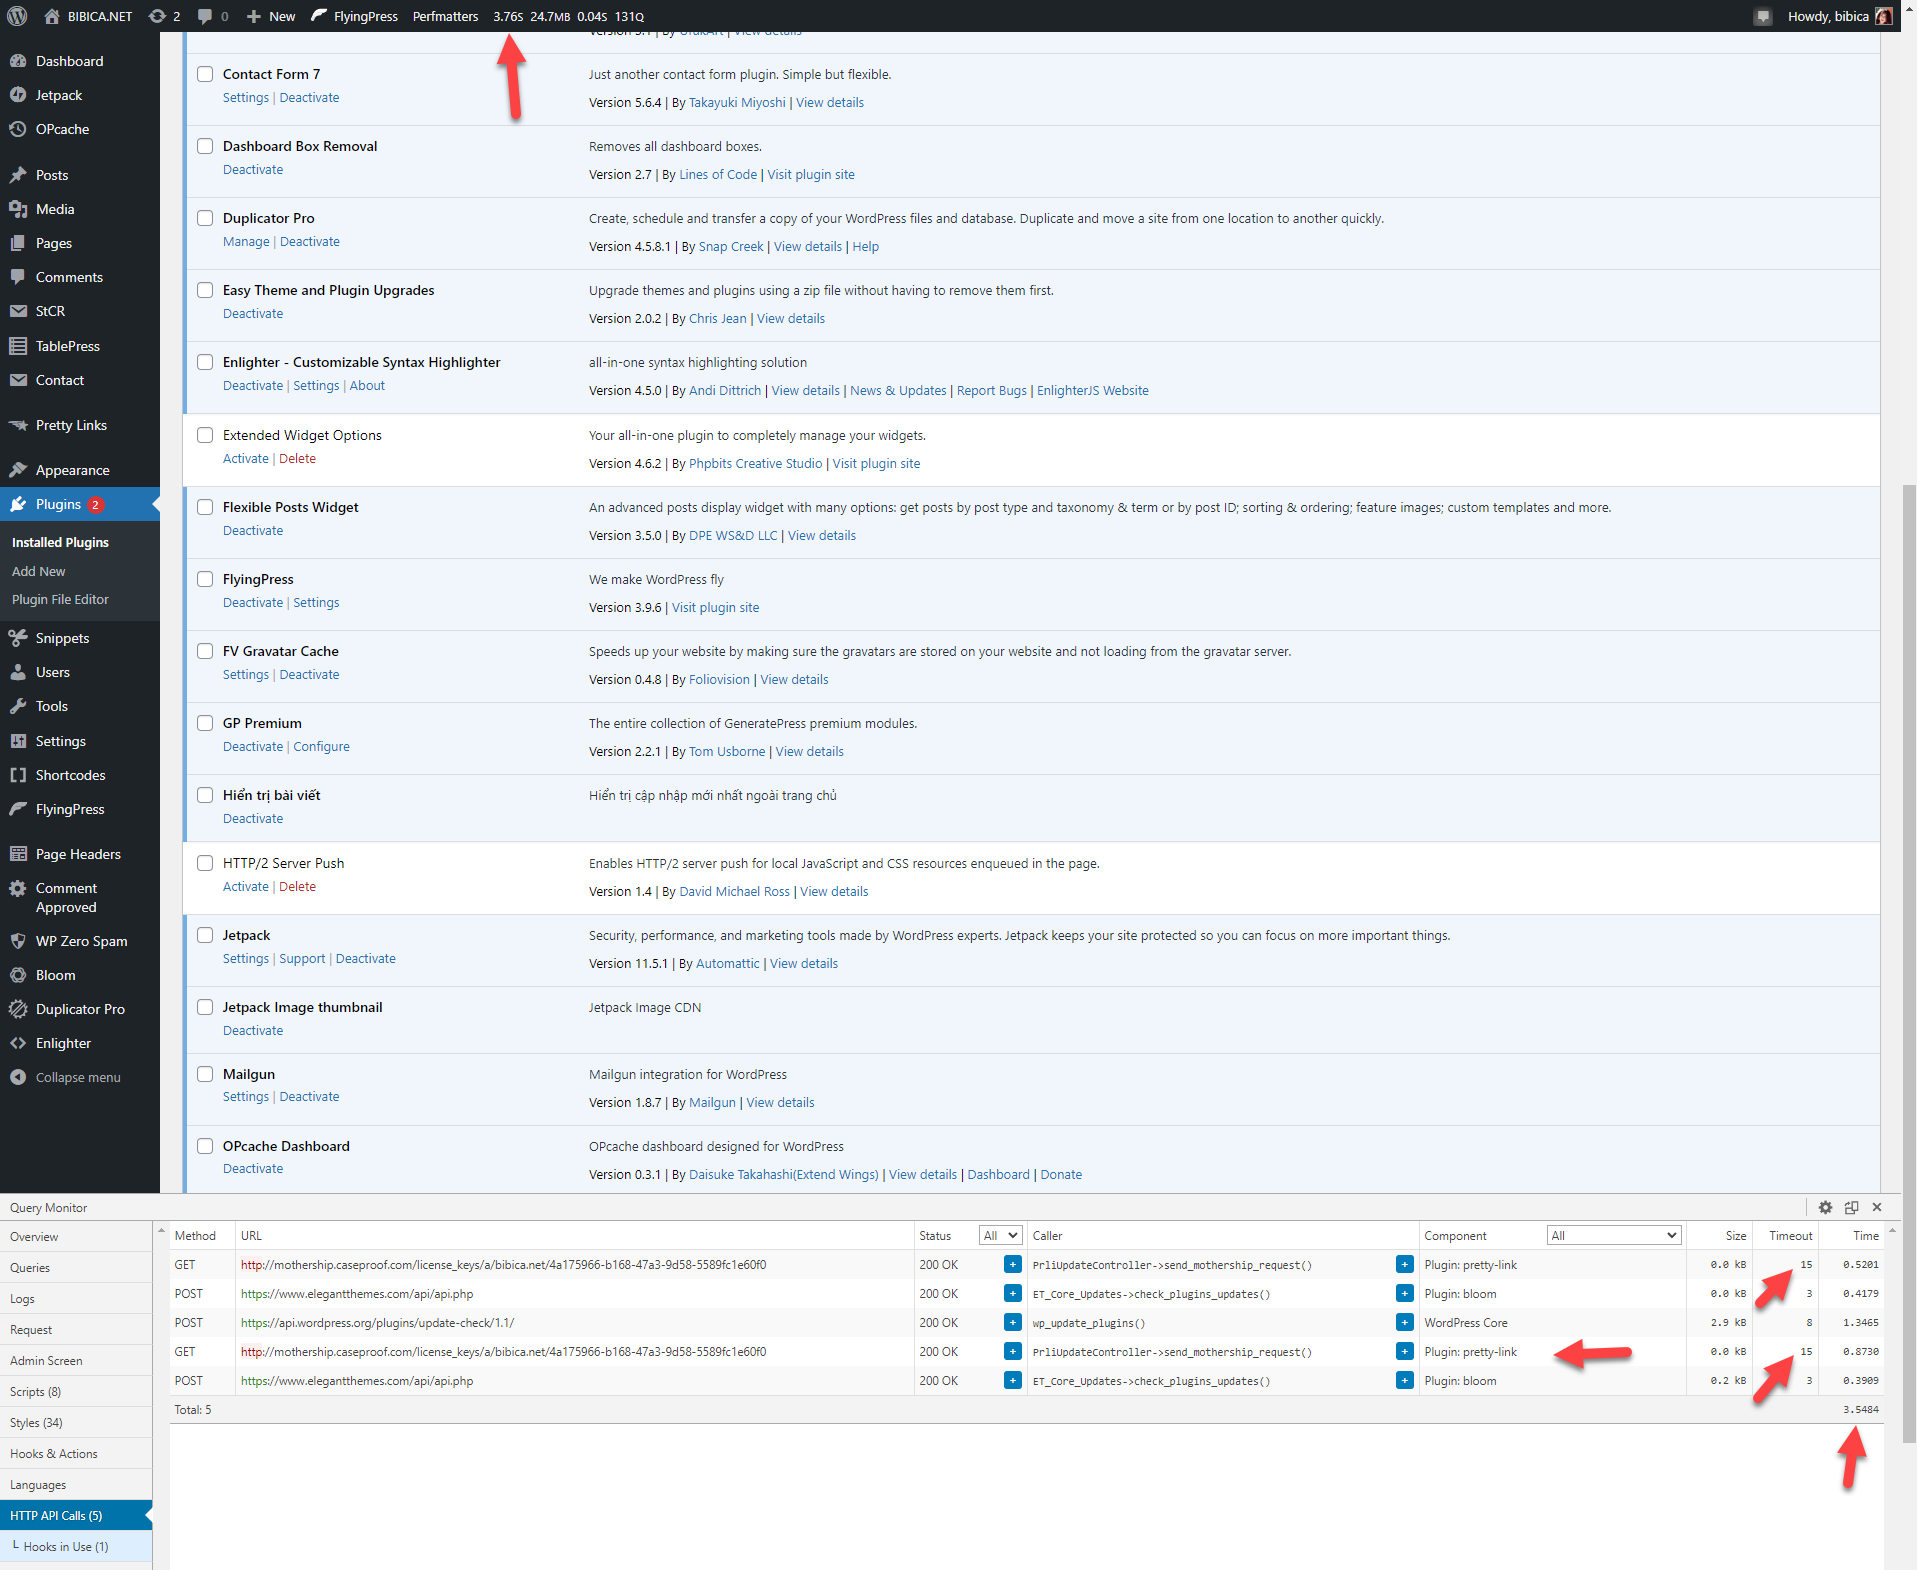 BIBICA.NET 2 0 New FlyingPress Perfmatters 3.76S 24.7MB 0.04S 131Q Howdy, bibica
Dashboard
Jetpack
OPcache
Posts
Media
Pages
Comments
StCR
TablePress
Contact
Pretty Links
Appearance
Plugins 2
Installed Plugins
Add New
Plugin File Editor
Snippets
Users
Tools
Settings
Shortcodes
FlyingPress
Page Headers
Comment
Approved
WP Zero Spam
Bloom
Duplicator Pro
Enlighter
Collapse menu
Contact Form 7
Settings | Deactivate
Just another contact form plugin. Simple but flexible.
Version 5.6.4 | By Takayuki Miyoshi | View details
Dashboard Box Removal
Deactivate
Removes all dashboard boxes.
Version 2.7 | By Lines of Code | Visit plugin site
Duplicator Pro
Manage | Deactivate
Create, schedule and transfer a copy of your WordPress files and database. Duplicate and move a site from one location to another quickly.
Version 4.5.8.1 | By Snap Creek | View details | Help
Easy Theme and Plugin Upgrades
Deactivate
Upgrade themes and plugins using a zip file without having to remove them first.
Version 2.0.2 | By Chris Jean | View details
Enlighter - Customizable Syntax Highlighter
Deactivate | Settings | About
all-in-one syntax highlighting solution
Version 4.5.0 | By Andi Dittrich | View details | News & Updates | Report Bugs | EnlighterJS Website
Extended Widget Options
Activate | Delete
Your all-in-one plugin to completely manage your widgets.
Version 4.6.2 | By Phpbits Creative Studio | Visit plugin site
Flexible Posts Widget
Deactivate
An advanced posts display widget with many options: get posts by post type and taxonomy & term or by post ID; sorting & ordering; feature images; custom templates and more.
Version 3.5.0 | By DPE WS&D LLC | View details
FlyingPress
Deactivate | Settings
We make WordPress fly
Version 3.9.6 | Visit plugin site
FV Gravatar Cache
Settings | Deactivate
Speeds up your website by making sure the gravatars are stored on your website and not loading from the gravatar server.
Version 0.4.8 | By Foliovision | View details
GP Premium
Deactivate | Configure
The entire collection of GeneratePress premium modules.
Version 2.2.1 | By Tom Usborne | View details
Hiển trị bài viết
Deactivate
Hiển trị cập nhập mới nhất ngoài trang chủ
HTTP/2 Server Push
Activate | Delete
Enables HTTP/2 server push for local JavaScript and CSS resources enqueued in the page.
Version 1.4 | By David Michael Ross | View details
Jetpack
Settings | Support | Deactivate
Security, performance, and marketing tools made by WordPress experts. Jetpack keeps your site protected so you can focus on more important things.
Version 11.5.1 | By Automattic | View details
Jetpack Image thumbnail
Deactivate
Jetpack Image CDN
Mailgun
Settings | Deactivate
Mailgun integration for WordPress
Version 1.8.7 | By Mailgun | View details
OPcache Dashboard
Deactivate
OPcache dashboard designed for WordPress
Version 0.3.1 | By Daisuke Takahashi(Extend Wings) | View details | Dashboard | Donate
Query Monitor
Overview
Queries
Logs
Request
Admin Screen
Scripts (8)
Styles (34)
Hooks & Actions
Languages
HTTP API Calls (5)
└ Hooks in Use (1)
Method URL Status All Caller Component All Size Timeout Time
GET http://mothership.caseproof.com/license_keys/a/bibica.net/4a175966-b168-47a3-9d58-5589fc1e60f0 200 OK + PrliUpdateController->send_mothership_request() + Plugin: pretty-link 0.0 kB 15 0.5201
POST https://www.elegantthemes.com/api/api.php 200 OK + ET_Core_Updates->check_plugins_updates() + Plugin: bloom 0.0 kB 3 0.4179
POST https://api.wordpress.org/plugins/update-check/1.1/ 200 OK + wp_update_plugins() + WordPress Core 2.9 kB 8 1.3465
GET http://mothership.caseproof.com/license_keys/a/bibica.net/4a175966-b168-47a3-9d58-5589fc1e60f0 200 OK + PrliUpdateController->send_mothership_request() + Plugin: pretty-link 0.0 kB 15 0.8730
POST https://www.elegantthemes.com/api/api.php 200 OK + ET_Core_Updates->check_plugins_updates() + Plugin: bloom 0.2 kB 3 0.3909
Total: 5 3.5484